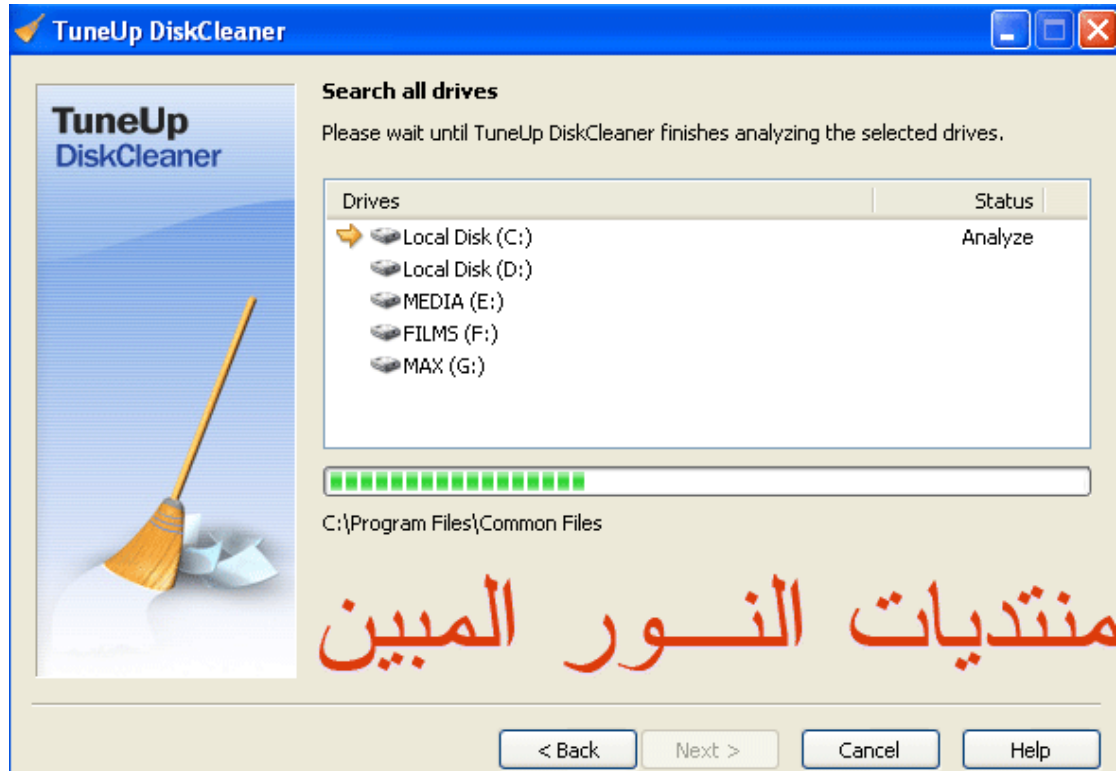 TuneUp DiskCleaner
TuneUp
DiskCleaner
Search all drives
Please wait until TuneUp DiskCleaner finishes analyzing the selected drives.
Drives Status
Local Disk (C:) Analyze
Local Disk (D:)
MEDIA (E:)
FILMS (F:)
MAX (G:)
C:\Program Files\Common Files
منتديات النــور المبين
< Back Next > Cancel Help